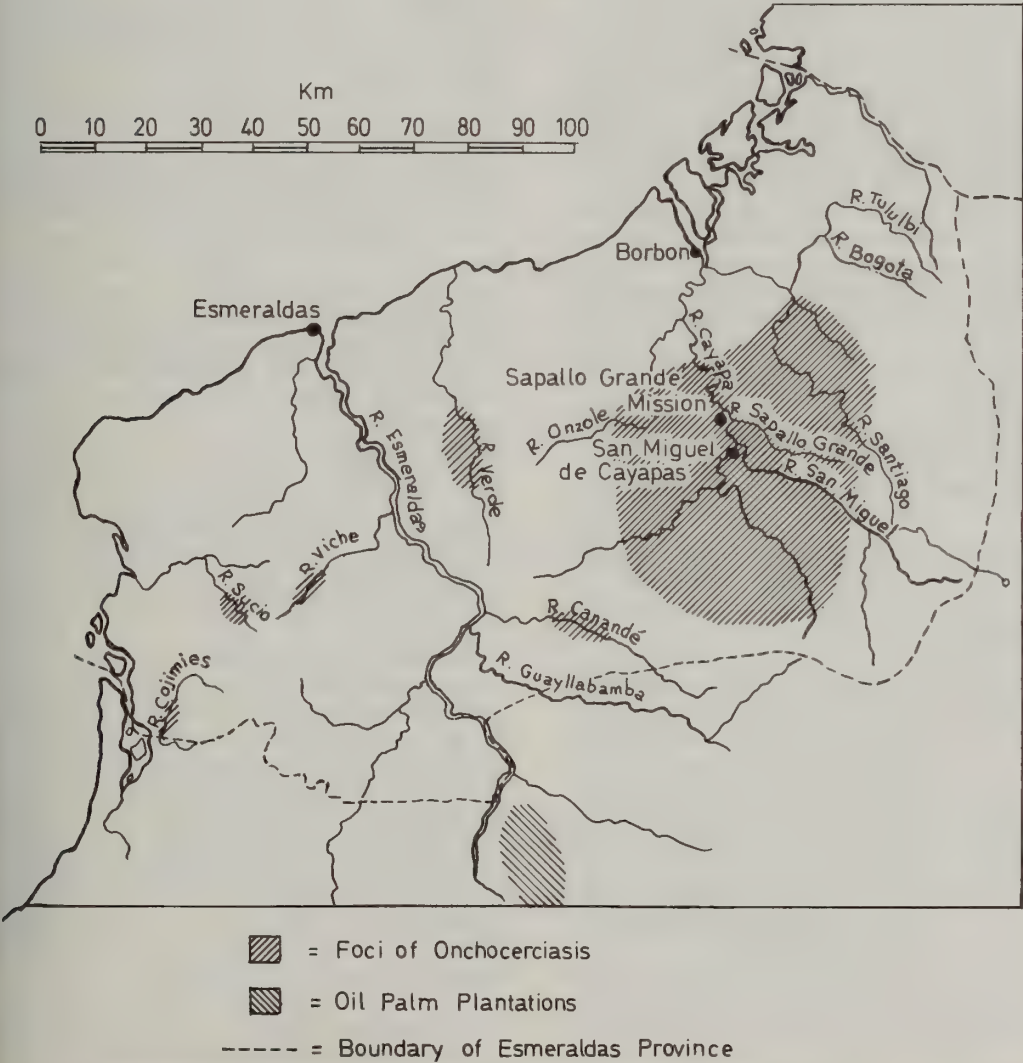 Km
0 10 20 30 40 50 60 70 80 90 100
R. Tululbi
R. Bogota
Borbon
Esmeraldas
R. Cayapa
Sapallo Grande
Mission
R. Sapallo Grande
R. Santiago
R. Onzole
San Miguel
de Cayapas
R. San Miguel
R. Esmeraldas
R. Verde
R. Viche
R. Sucio
R. Canandé
R. Guayllabamba
R. Cojimies
= Foci of Onchocerciasis
= Oil Palm Plantations
= Boundary of Esmeraldas Province